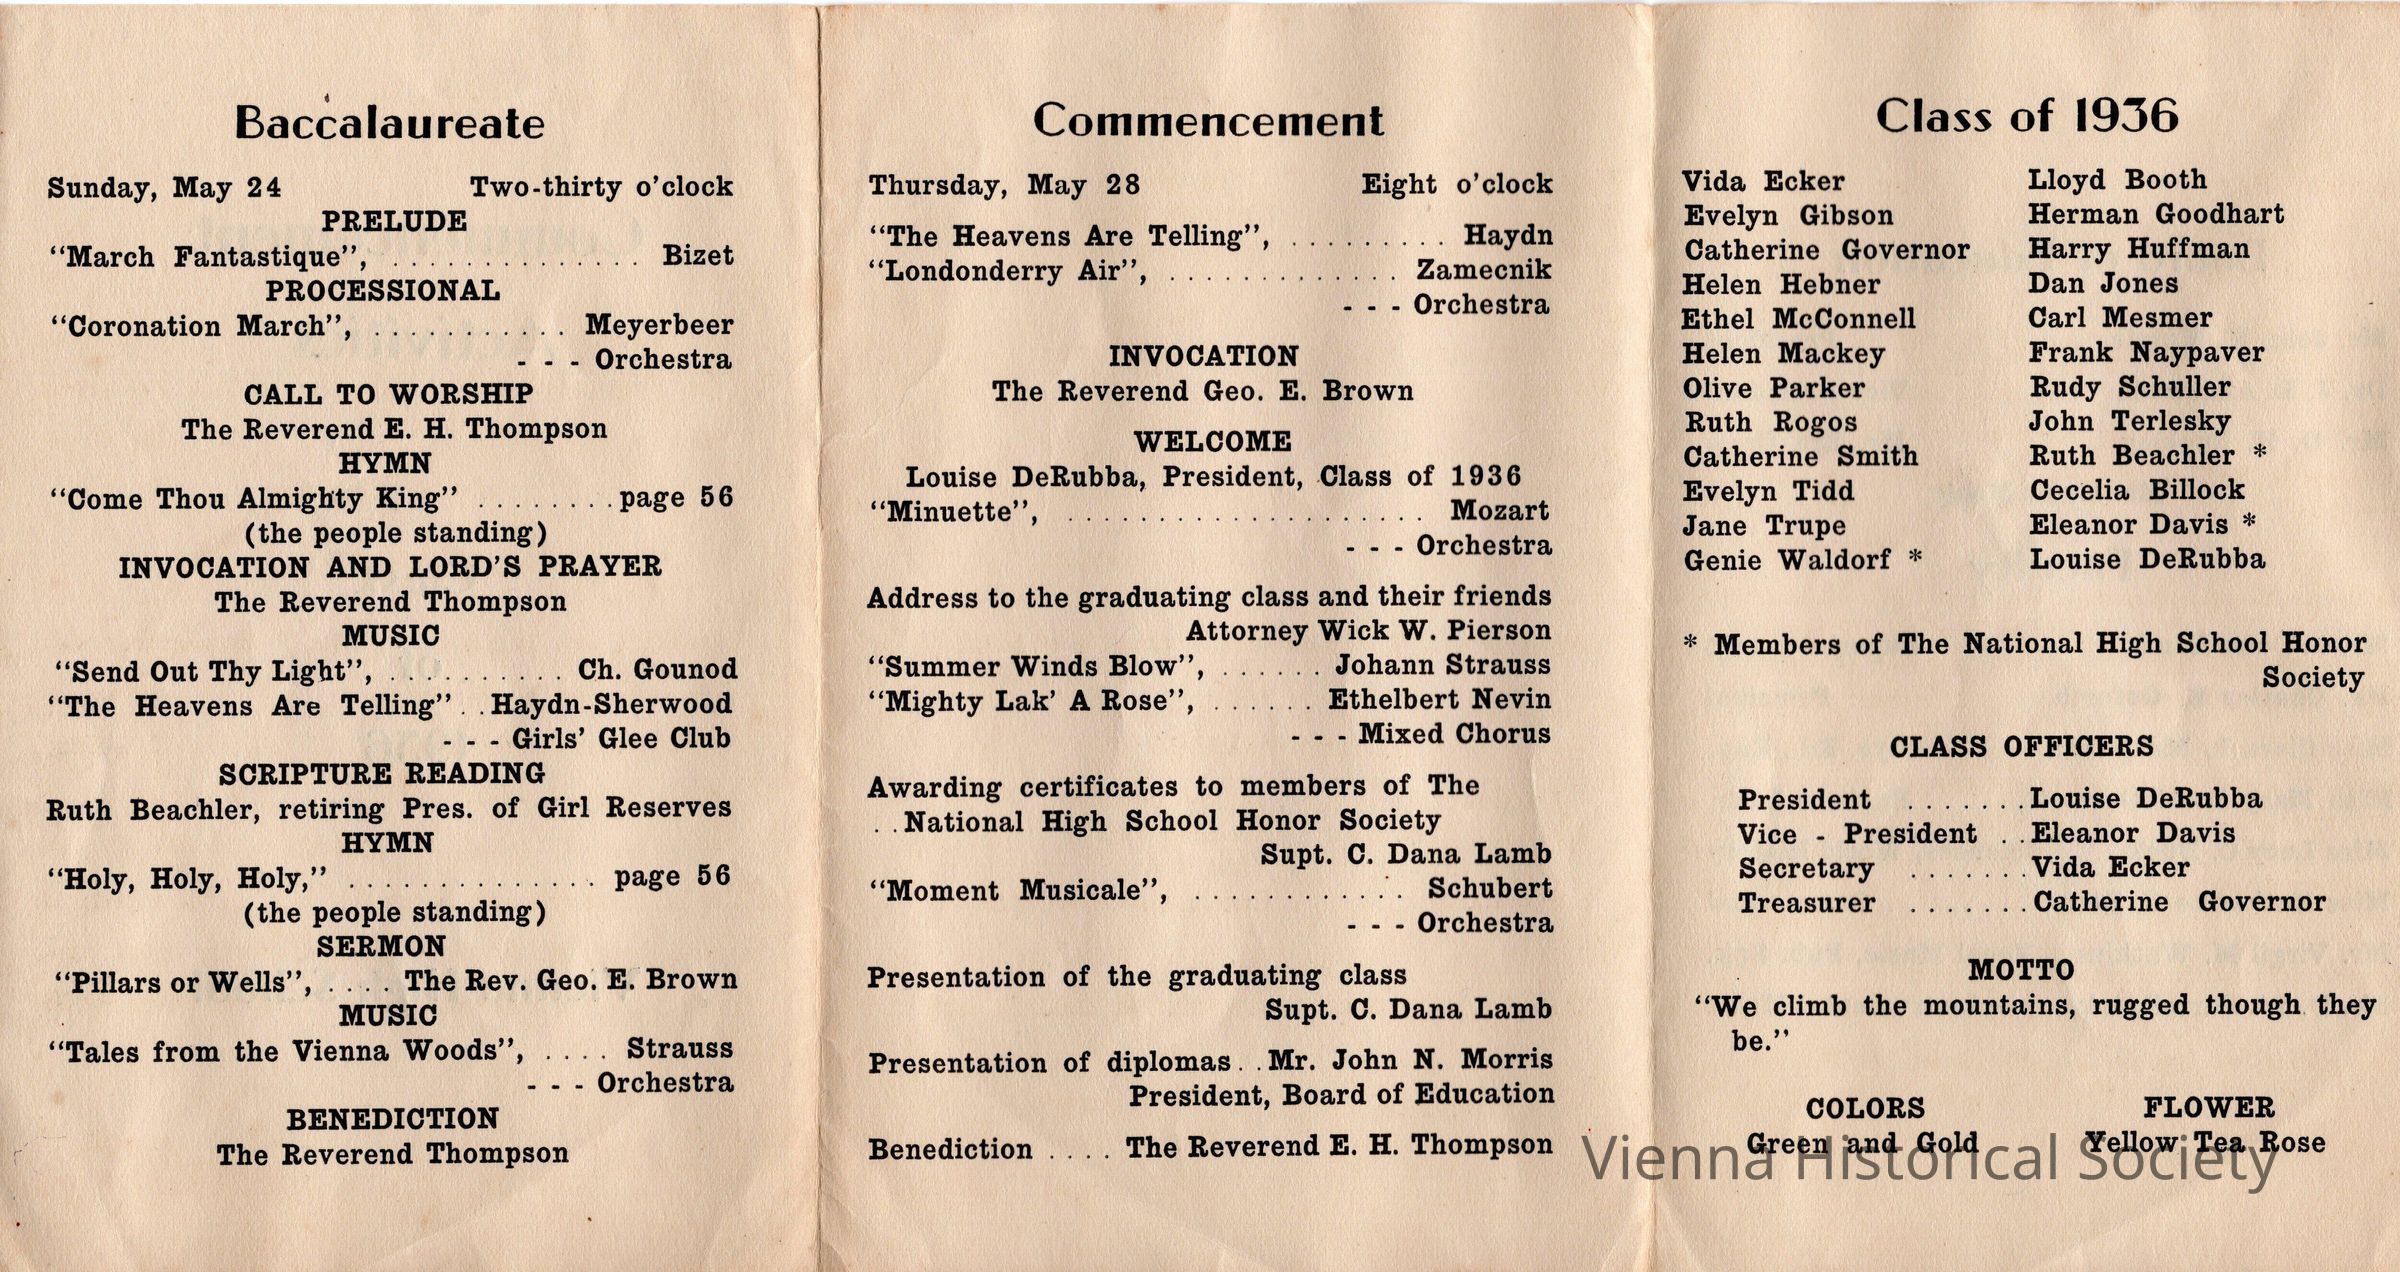 Baccalaureate
Sunday, May 24 Two-thirty o'clock
PRELUDE
"March Fantastique", . . . . . . . . . . . . . . Bizet
PROCESSIONAL
"Coronation March", . . . . . . . . . . . Meyerbeer
- - - Orchestra
CALL TO WORSHIP
The Reverend E. H. Thompson
HYMN
"Come Thou Almighty King" . . . . . . . . page 56
(the people standing)
INVOCATION AND LORD'S PRAYER
The Reverend Thompson
MUSIC
"Send Out Thy Light", . . . . . . . . . . Ch. Gounod
"The Heavens Are Telling" . . Haydn-Sherwood
- - - Girls' Glee Club
SCRIPTURE READING
Ruth Beachler, retiring Pres. of Girl Reserves
HYMN
"Holy, Holy, Holy," . . . . . . . . . . . . . . page 56
(the people standing)
SERMON
"Pillars or Wells", . . . . The Rev. Geo. E. Brown
MUSIC
"Tales from the Vienna Woods", . . . . Strauss
- - - Orchestra
BENEDICTION
The Reverend Thompson
Commencement
Thursday, May 28 Eight o'clock
"The Heavens Are Telling", . . . . . . . . . Haydn
"Londonderry Air", . . . . . . . . . . . . . Zamecnik
- - - Orchestra
INVOCATION
The Reverend Geo. E. Brown
WELCOME
Louise DeRubba, President, Class of 1936
"Minuette", . . . . . . . . . . . . . . . . . . . . Mozart
- - - Orchestra
Address to the graduating class and their friends
Attorney Wick W. Pierson
"Summer Winds Blow", . . . . . . Johann Strauss
"Mighty Lak' A Rose", . . . . . . Ethelbert Nevin
- - - Mixed Chorus
Awarding certificates to members of The
. . National High School Honor Society
Supt. C. Dana Lamb
"Moment Musicale", . . . . . . . . . . . . Schubert
- - - Orchestra
Presentation of the graduating class
Supt. C. Dana Lamb
Presentation of diplomas . . Mr. John N. Morris
President, Board of Education
Benediction . . . . The Reverend E. H. Thompson
Class of 1936
Vida Ecker Lloyd Booth
Evelyn Gibson Herman Goodhart
Catherine Governor Harry Huffman
Helen Hebner Dan Jones
Ethel McConnell Carl Mesmer
Helen Mackey Frank Naypaver
Olive Parker Rudy Schuller
Ruth Rogos John Terlesky
Catherine Smith Ruth Beachler *
Evelyn Tidd Cecelia Billock
Jane Trupe Eleanor Davis *
Genie Waldorf * Louise DeRubba
* Members of The National High School Honor
Society
CLASS OFFICERS
President . . . . . . . Louise DeRubba
Vice - President . . Eleanor Davis
Secretary . . . . . . . Vida Ecker
Treasurer . . . . . . . Catherine Governor
MOTTO
"We climb the mountains, rugged though they
be."
COLORS FLOWER
Green and Gold Yellow Tea Rose
Vienna Historical Society